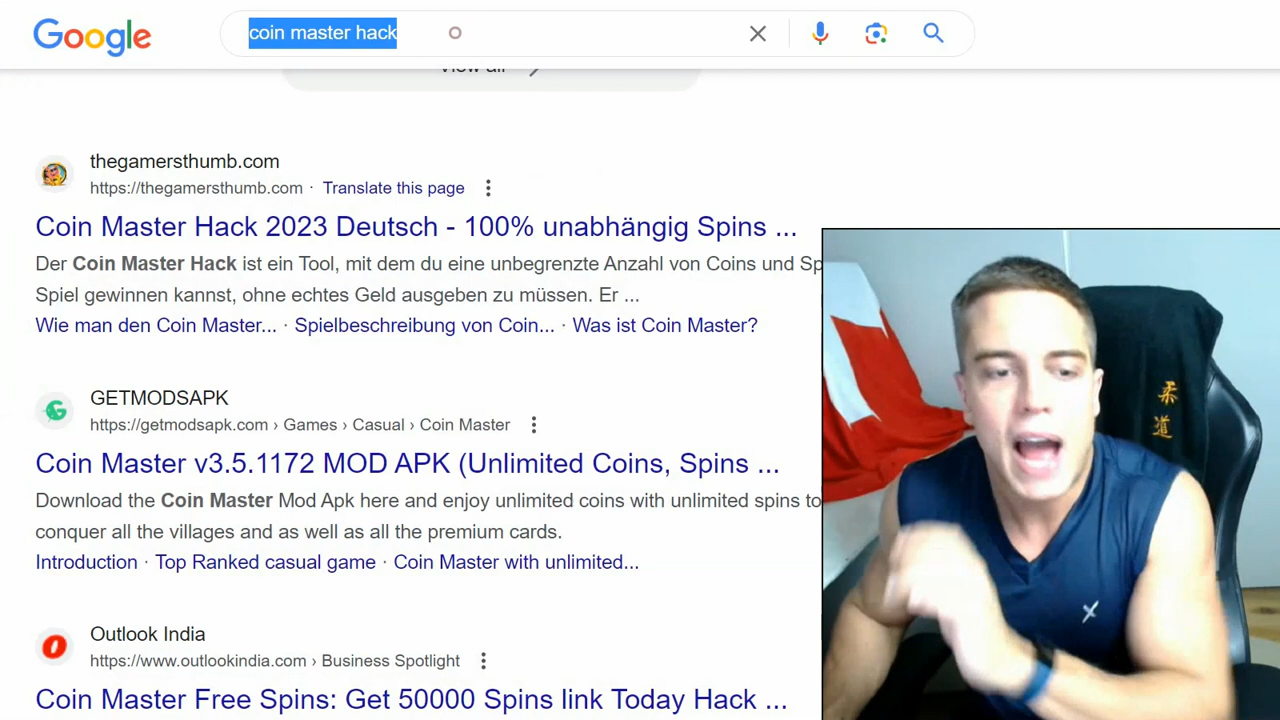 Google
coin master hack
View all
thegamersthumb.com
https://thegamersthumb.com · Translate this page
Coin Master Hack 2023 Deutsch - 100% unabhängig Spins ...
Der Coin Master Hack ist ein Tool, mit dem du eine unbegrenzte Anzahl von Coins und Sp
Spiel gewinnen kannst, ohne echtes Geld ausgeben zu müssen. Er ...
Wie man den Coin Master... · Spielbeschreibung von Coin... · Was ist Coin Master?
GETMODSAPK
https://getmodsapk.com › Games › Casual › Coin Master
Coin Master v3.5.1172 MOD APK (Unlimited Coins, Spins ...
Download the Coin Master Mod Apk here and enjoy unlimited coins with unlimited spins to
conquer all the villages and as well as all the premium cards.
Introduction · Top Ranked casual game · Coin Master with unlimited...
Outlook India
https://www.outlookindia.com › Business Spotlight
Coin Master Free Spins: Get 50000 Spins link Today Hack ...
柔道